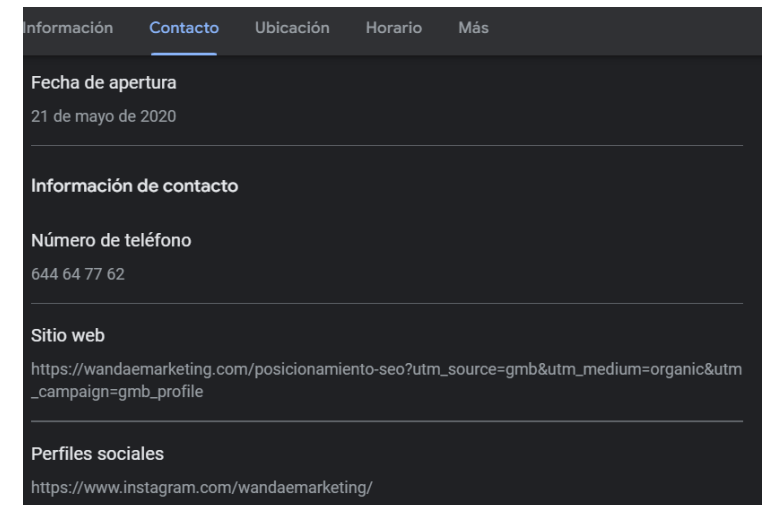 Información Contacto Ubicación Horario Más
Fecha de apertura
21 de mayo de 2020
Información de contacto
Número de teléfono
644 64 77 62
Sitio web
https://wandaemarketing.com/posicionamiento-seo?utm_source=gmb&utm_medium=organic&utm
_campaign=gmb_profile
Perfiles sociales
https://www.instagram.com/wandaemarketing/